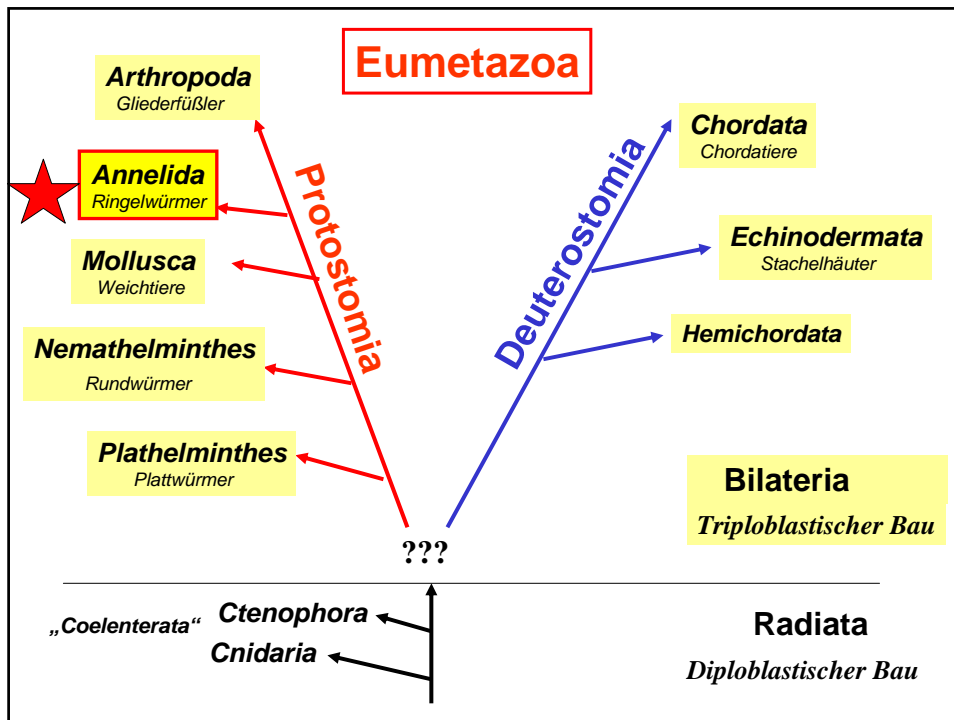 Eumetazoa
Arthropoda
Gliederfüßler
Annelida
Ringelwürmer
Mollusca
Weichtiere
Nemathelminthes
Rundwürmer
Plathelminthes
Plattwürmer
Protostomia
Deuterostomia
Chordata
Chordatiere
Echinodermata
Stachelhäuter
Hemichordata
Bilateria
Triploblastischer Bau
???
„Coelenterata“
Ctenophora
Cnidaria
Radiata
Diploblastischer Bau